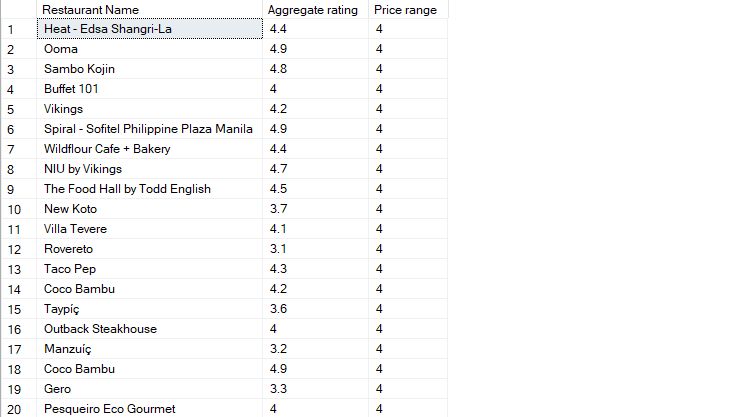 Restaurant Name Aggregate rating Price range
1 Heat - Edsa Shangri-La 4.4 4
2 Ooma 4.9 4
3 Sambo Kojin 4.8 4
4 Buffet 101 4 4
5 Vikings 4.2 4
6 Spiral - Sofitel Philippine Plaza Manila 4.9 4
7 Wildflour Cafe + Bakery 4.4 4
8 NIU by Vikings 4.7 4
9 The Food Hall by Todd English 4.5 4
10 New Koto 3.7 4
11 Villa Tevere 4.1 4
12 Rovereto 3.1 4
13 Taco Pep 4.3 4
14 Coco Bambu 4.2 4
15 Taypíç 3.6 4
16 Outback Steakhouse 4 4
17 Manzuíç 3.2 4
18 Coco Bambu 4.9 4
19 Gero 3.3 4
20 Pesqueiro Eco Gourmet 4 4